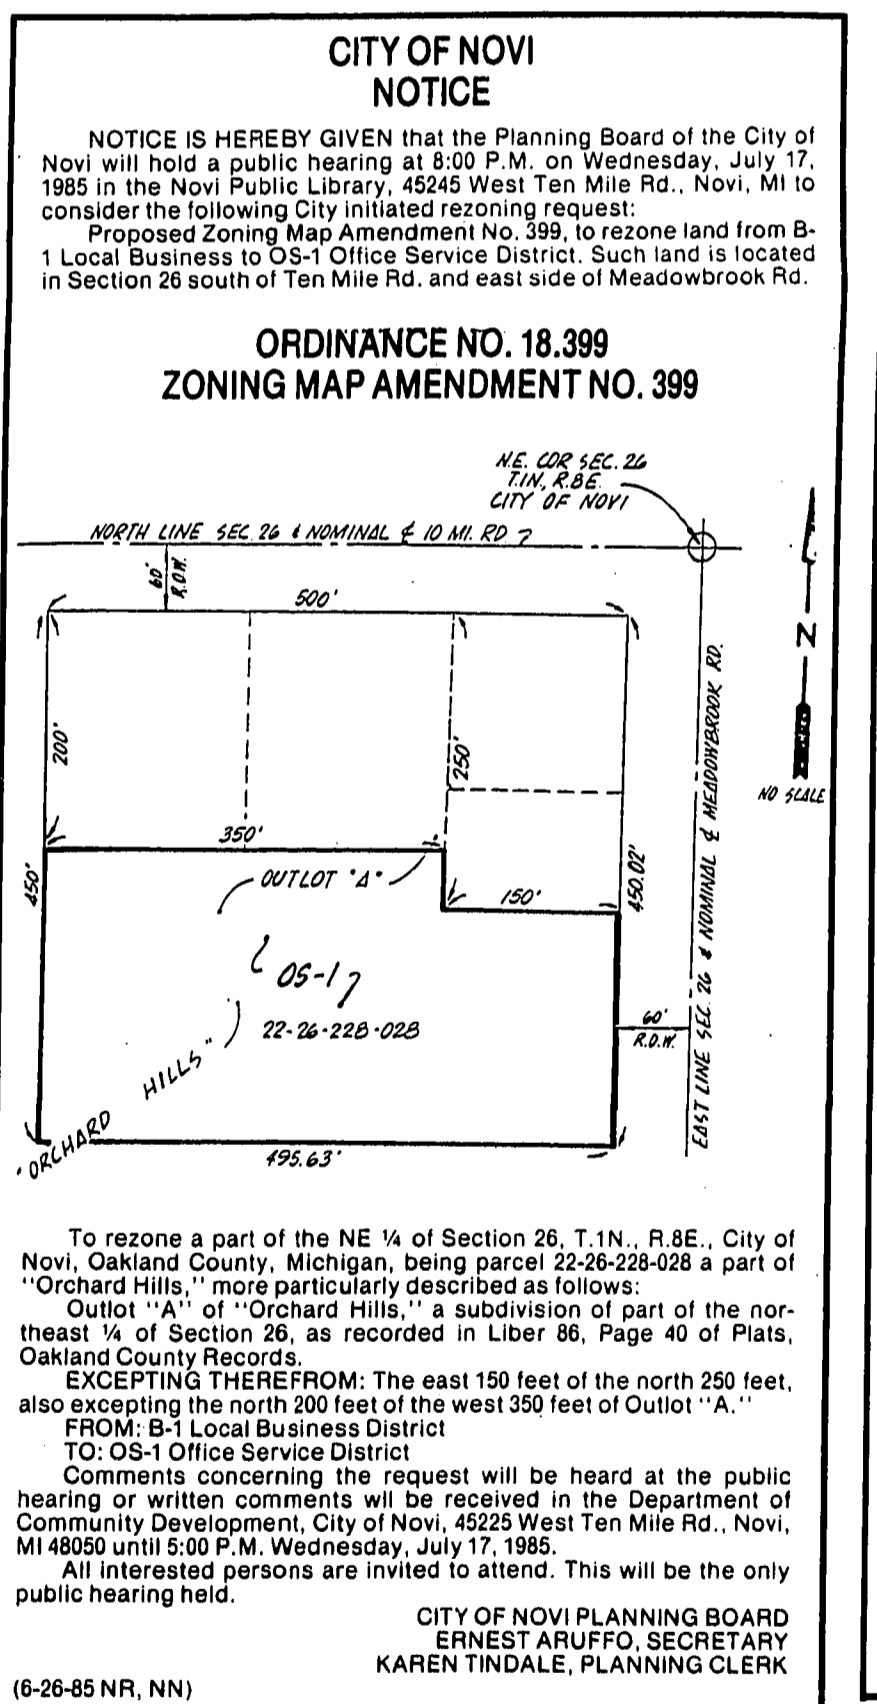 CITY OF NOVI
NOTICE
NOTICE IS HEREBY GIVEN that the Planning Board of the City of
Novi will hold a public hearing at 8:00 P.M. on Wednesday, July 17,
1985 in the Novi Public Library, 45245 West Ten Mile Rd., Novi, MI to
consider the following City initiated rezoning request:
Proposed Zoning Map Amendment No. 399, to rezone land from B-
1 Local Business to OS-1 Office Service District. Such land is located
in Section 26 south of Ten Mile Rd. and east side of Meadowbrook Rd.
ORDINANCE NO. 18.399
ZONING MAP AMENDMENT NO. 399
N.E. COR SEC. 26
T.1N., R.8E.
CITY OF NOVI
NORTH LINE SEC. 26 & NOMINAL ℄ 10 MI. RD
60'
R.O.W.
500'
N
NO SCALE
200'
250'
350'
450'
OUTLOT "A"
150'
450.02'
EAST LINE SEC. 26 & NOMINAL ℄ MEADOWBROOK RD.
OS-1
22-26-228-028
60'
R.O.W.
"ORCHARD HILLS"
495.63'
To rezone a part of the NE ¼ of Section 26, T.1N., R.8E., City of
Novi, Oakland County, Michigan, being parcel 22-26-228-028 a part of
"Orchard Hills," more particularly described as follows:
Outlot "A" of "Orchard Hills," a subdivision of part of the nor-
theast ¼ of Section 26, as recorded in Liber 86, Page 40 of Plats,
Oakland County Records.
EXCEPTING THEREFROM: The east 150 feet of the north 250 feet,
also excepting the north 200 feet of the west 350 feet of Outlot "A."
FROM: B-1 Local Business District
TO: OS-1 Office Service District
Comments concerning the request will be heard at the public
hearing or written comments wll be received in the Department of
Community Development, City of Novi, 45225 West Ten Mile Rd., Novi,
MI 48050 until 5:00 P.M. Wednesday, July 17, 1985.
All interested persons are invited to attend. This will be the only
public hearing held.
CITY OF NOVI PLANNING BOARD
ERNEST ARUFFO, SECRETARY
KAREN TINDALE, PLANNING CLERK
(6-26-85 NR, NN)